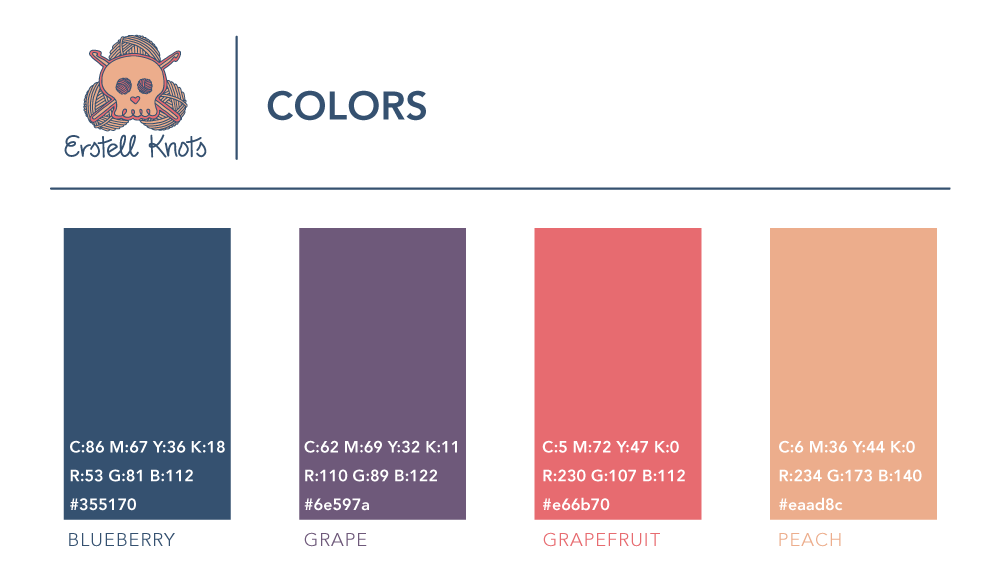 Erstell Knots
COLORS
C:86 M:67 Y:36 K:18
R:53 G:81 B:112
#355170
BLUEBERRY
C:62 M:69 Y:32 K:11
R:110 G:89 B:122
#6e597a
GRAPE
C:5 M:72 Y:47 K:0
R:230 G:107 B:112
#e66b70
GRAPEFRUIT
C:6 M:36 Y:44 K:0
R:234 G:173 B:140
#eaad8c
PEACH